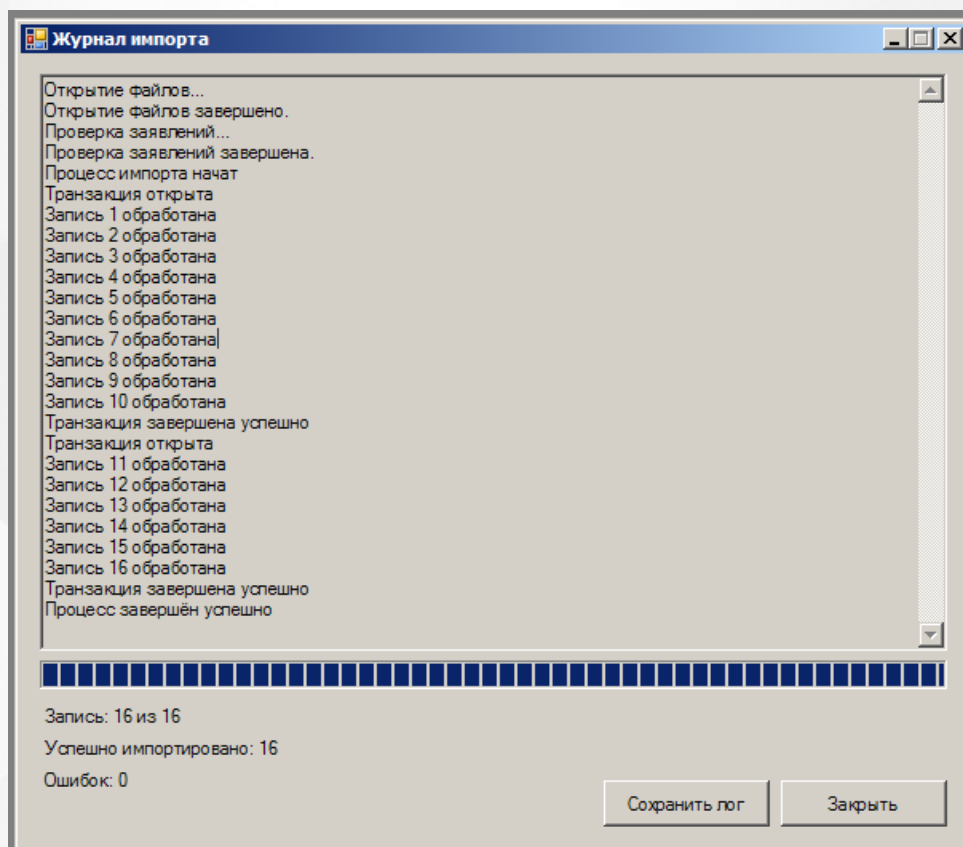 Журнал импорта
Открытие файлов...
Открытие файлов завершено.
Проверка заявлений...
Проверка заявлений завершена.
Процесс импорта начат
Транзакция открыта
Запись 1 обработана
Запись 2 обработана
Запись 3 обработана
Запись 4 обработана
Запись 5 обработана
Запись 6 обработана
Запись 7 обработана
Запись 8 обработана
Запись 9 обработана
Запись 10 обработана
Транзакция завершена успешно
Транзакция открыта
Запись 11 обработана
Запись 12 обработана
Запись 13 обработана
Запись 14 обработана
Запись 15 обработана
Запись 16 обработана
Транзакция завершена успешно
Процесс завершён успешно
Запись: 16 из 16
Успешно импортировано: 16
Ошибок: 0
Сохранить лог Закрыть